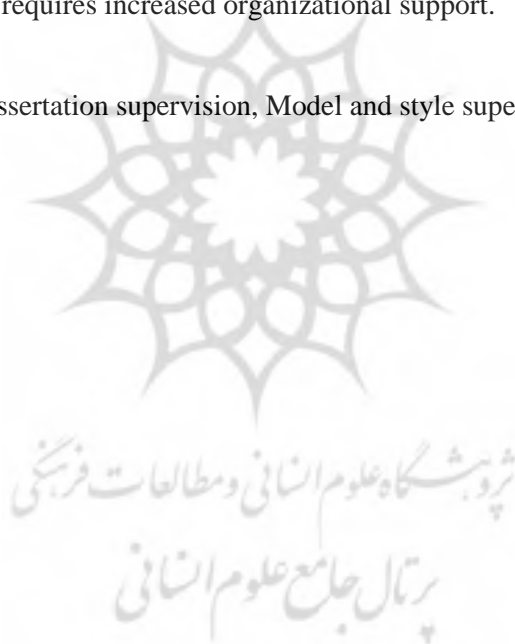 requires increased organizational support.
ssertation supervision, Model and style supe
پژوهشگاه علوم انسانی و مطالعات فرهنگی
پرتال جامع علوم انسانی